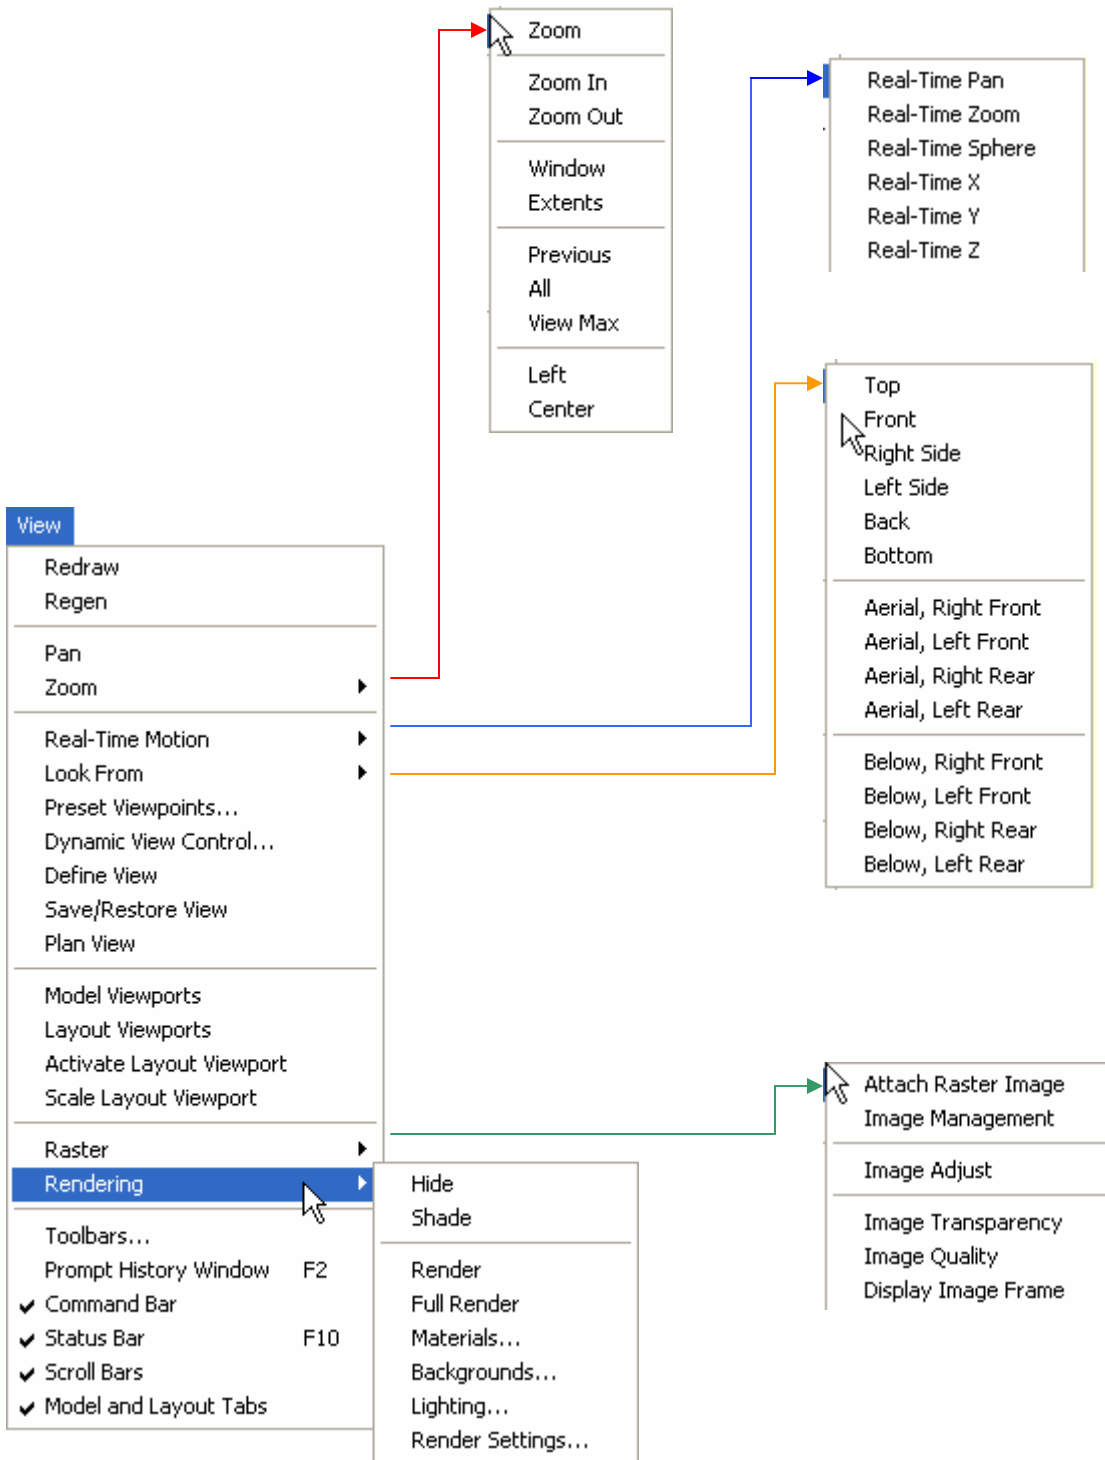 Zoom
Zoom In
Zoom Out
Window
Extents
Previous
All
View Max
Left
Center
Real-Time Pan
Real-Time Zoom
Real-Time Sphere
Real-Time X
Real-Time Y
Real-Time Z
Top
Front
Right Side
Left Side
Back
Bottom
Aerial, Right Front
Aerial, Left Front
Aerial, Right Rear
Aerial, Left Rear
Below, Right Front
Below, Left Front
Below, Right Rear
Below, Left Rear
View
Redraw
Regen
Pan
Zoom
Real-Time Motion
Look From
Preset Viewpoints...
Dynamic View Control...
Define View
Save/Restore View
Plan View
Model Viewports
Layout Viewports
Activate Layout Viewport
Scale Layout Viewport
Raster
Rendering
Toolbars...
Prompt History Window F2
Command Bar
Status Bar F10
Scroll Bars
Model and Layout Tabs
Hide
Shade
Render
Full Render
Materials...
Backgrounds...
Lighting...
Render Settings...
Attach Raster Image
Image Management
Image Adjust
Image Transparency
Image Quality
Display Image Frame